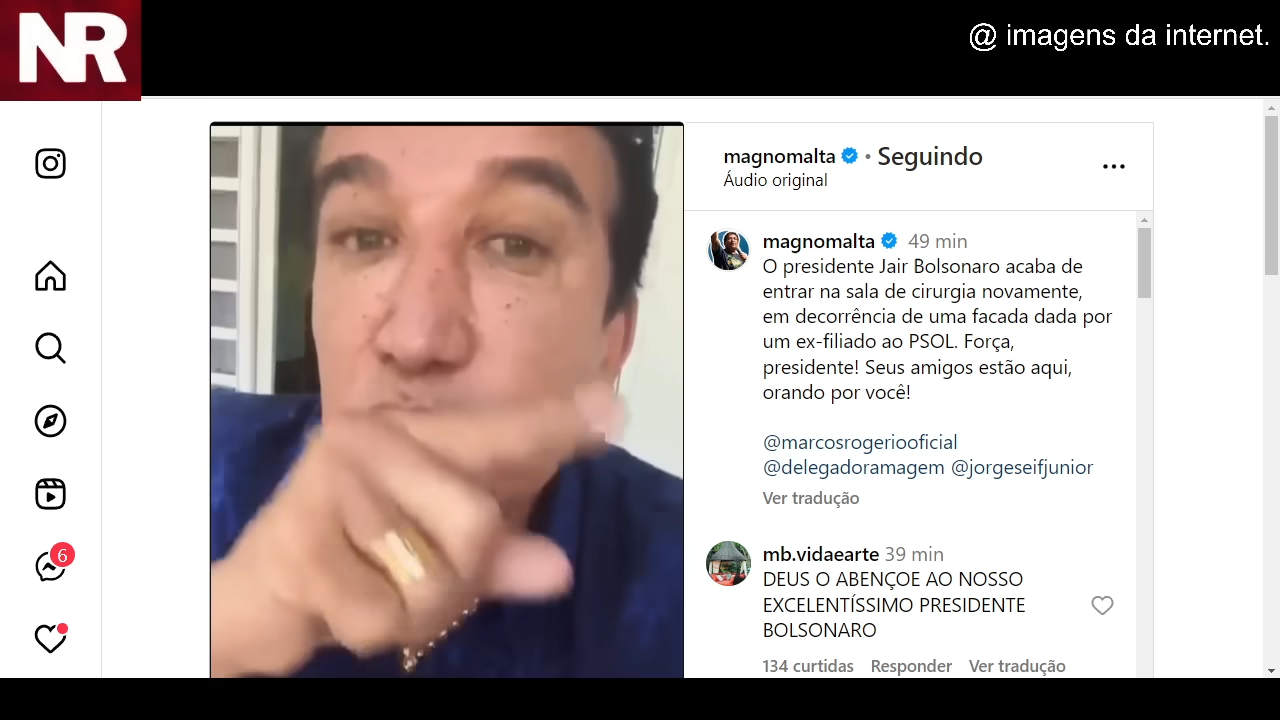 NR
@ imagens da internet.
magnomalta • Seguindo
Áudio original
magnomalta 49 min
O presidente Jair Bolsonaro acaba de
entrar na sala de cirurgia novamente,
em decorrência de uma facada dada por
um ex-filiado ao PSOL. Força,
presidente! Seus amigos estão aqui,
orando por você!
@marcosrogeriooficial
@delegadoramagem @jorgeseifjunior
Ver tradução
mb.vidaearte 39 min
DEUS O ABENÇOE AO NOSSO
EXCELENTÍSSIMO PRESIDENTE
BOLSONARO
134 curtidas Responder Ver tradução
6